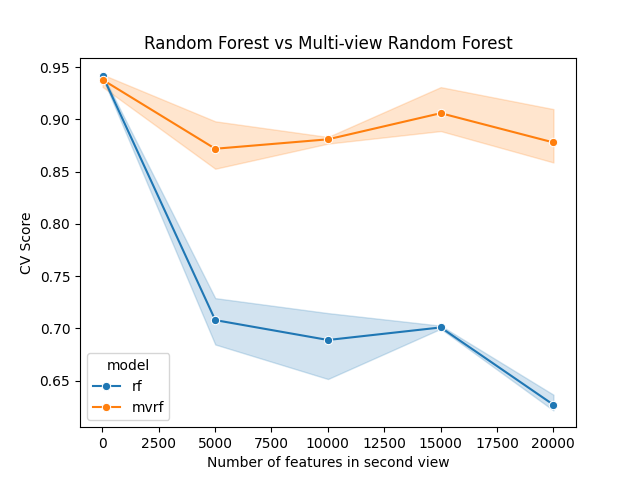 Random Forest vs Multi-view Random Forest
0.95
0.90
0.85
0.80
0.75
0.70
0.65
CV Score
model
rf
mvrf
0 2500 5000 7500 10000 12500 15000 17500 20000
Number of features in second view